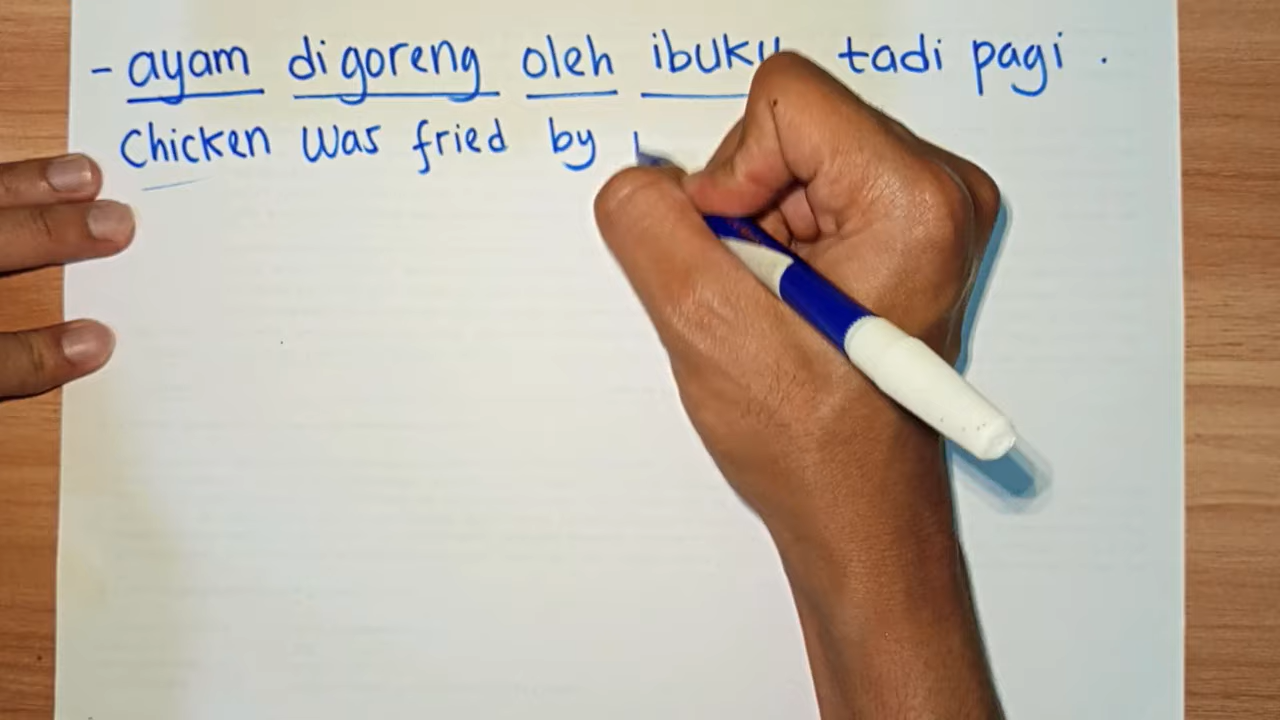 - ayam digoreng oleh ibuku tadi pagi .
Chicken was fried by